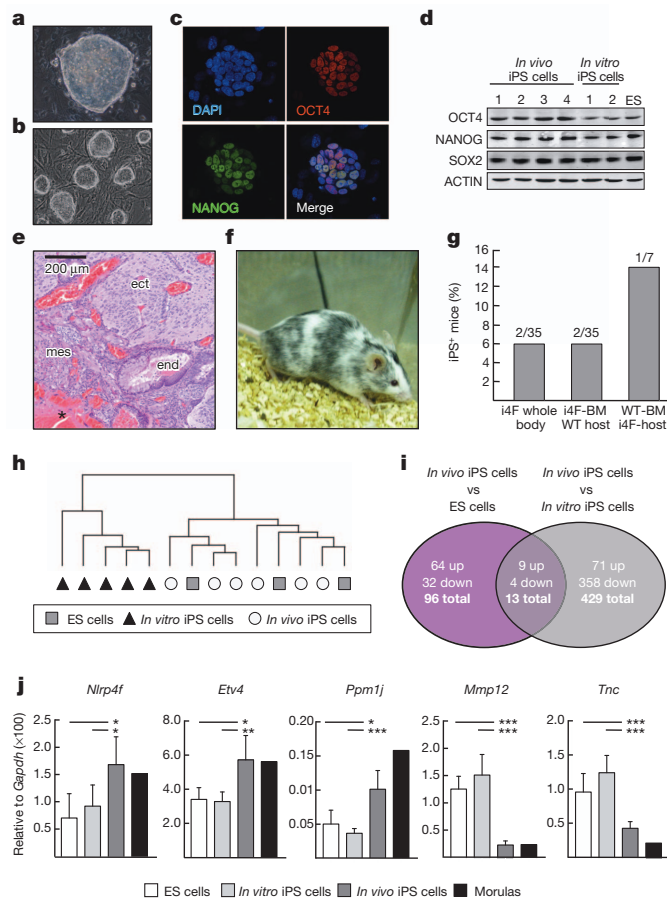 a
c
d
In vivo
iPS cells
In vitro
iPS cells
1 2 3 4 1 2 ES
OCT4
NANOG
SOX2
ACTIN
DAPI
OCT4
b
NANOG
Merge
e
200 μm
ect
mes
end
*
f
g
iPS+ mice (%)
16
14
12
10
8
6
4
2
2/35
2/35
1/7
i4F whole
body
i4F-BM
WT host
WT-BM
i4F-host
h
ES cells
In vitro iPS cells
In vivo iPS cells
i
In vivo iPS cells
vs
ES cells
In vivo iPS cells
vs
In vitro iPS cells
64 up
32 down
96 total
9 up
4 down
13 total
71 up
358 down
429 total
j
Relative to Gapdh (×100)
Nlrp4f
2.5
2.0
1.5
1.0
0.5
*
*
Etv4
8.0
6.0
4.0
2.0
*
**
Ppm1j
0.20
0.15
0.10
0.05
*
***
Mmp12
2.5
2.0
1.5
1.0
0.5
***
***
Tnc
2.0
1.5
1.0
0.5
***
***
ES cells
In vitro iPS cells
In vivo iPS cells
Morulas